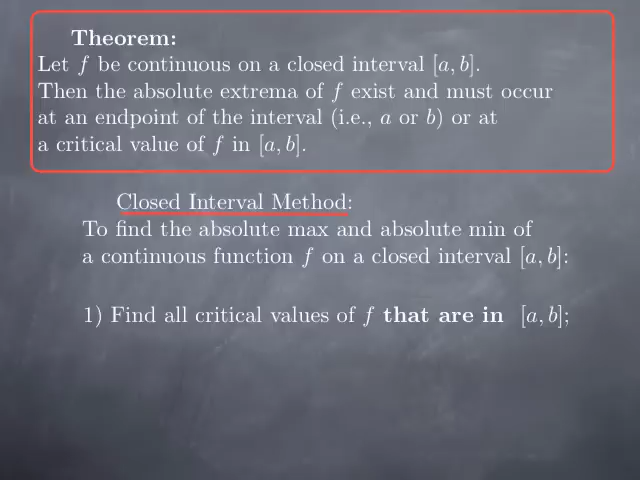 Theorem:
Let f be continuous on a closed interval [a, b].
Then the absolute extrema of f exist and must occur
at an endpoint of the interval (i.e., a or b) or at
a critical value of f in [a, b].
Closed Interval Method:
To find the absolute max and absolute min of
a continuous function f on a closed interval [a, b]:
1) Find all critical values of f that are in [a, b];